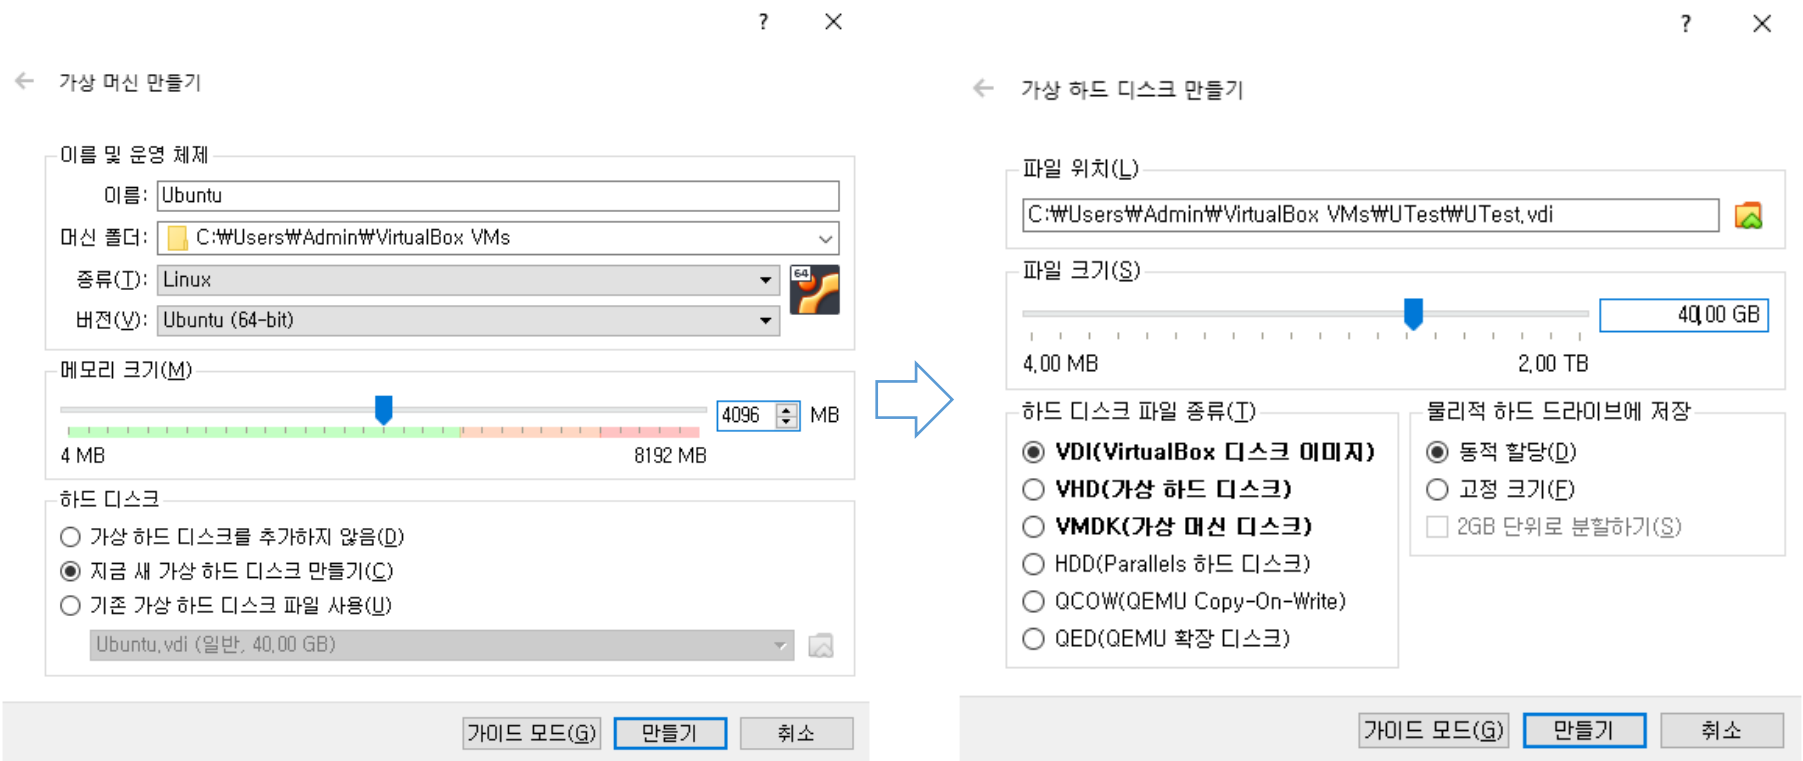 ?
가상 머신 만들기
이름 및 운영 체제
이름: Ubuntu
머신 폴더: C:₩Users₩Admin₩VirtualBox VMs
종류(T): Linux
64
버전(V): Ubuntu (64-bit)
메모리 크기(M)
4096 MB
4 MB 8192 MB
하드 디스크
가상 하드 디스크를 추가하지 않음(D)
지금 새 가상 하드 디스크 만들기(C)
기존 가상 하드 디스크 파일 사용(U)
Ubuntu.vdi (일반, 40.00 GB)
가이드 모드(G) 만들기 취소
?
가상 하드 디스크 만들기
파일 위치(L)
C:₩Users₩Admin₩VirtualBox VMs₩UTest₩UTest.vdi
파일 크기(S)
40.00 GB
4.00 MB 2.00 TB
하드 디스크 파일 종류(T)
VDI(VirtualBox 디스크 이미지)
VHD(가상 하드 디스크)
VMDK(가상 머신 디스크)
HDD(Parallels 하드 디스크)
QCOW(QEMU Copy-On-Write)
QED(QEMU 확장 디스크)
물리적 하드 드라이브에 저장
동적 할당(D)
고정 크기(F)
2GB 단위로 분할하기(S)
가이드 모드(G) 만들기 취소